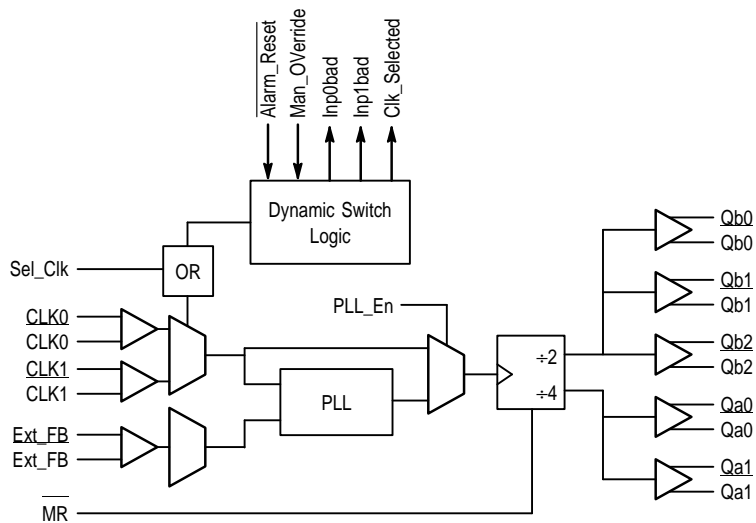 Alarm_Reset
Man_OVerride
Inp0bad
Inp1bad
Clk_Selected
Dynamic Switch
Logic
Sel_Clk
OR
CLK0
CLK0
CLK1
CLK1
Ext_FB
Ext_FB
MR
PLL_En
PLL
÷2
÷4
Qb0
Qb0
Qb1
Qb1
Qb2
Qb2
Qa0
Qa0
Qa1
Qa1